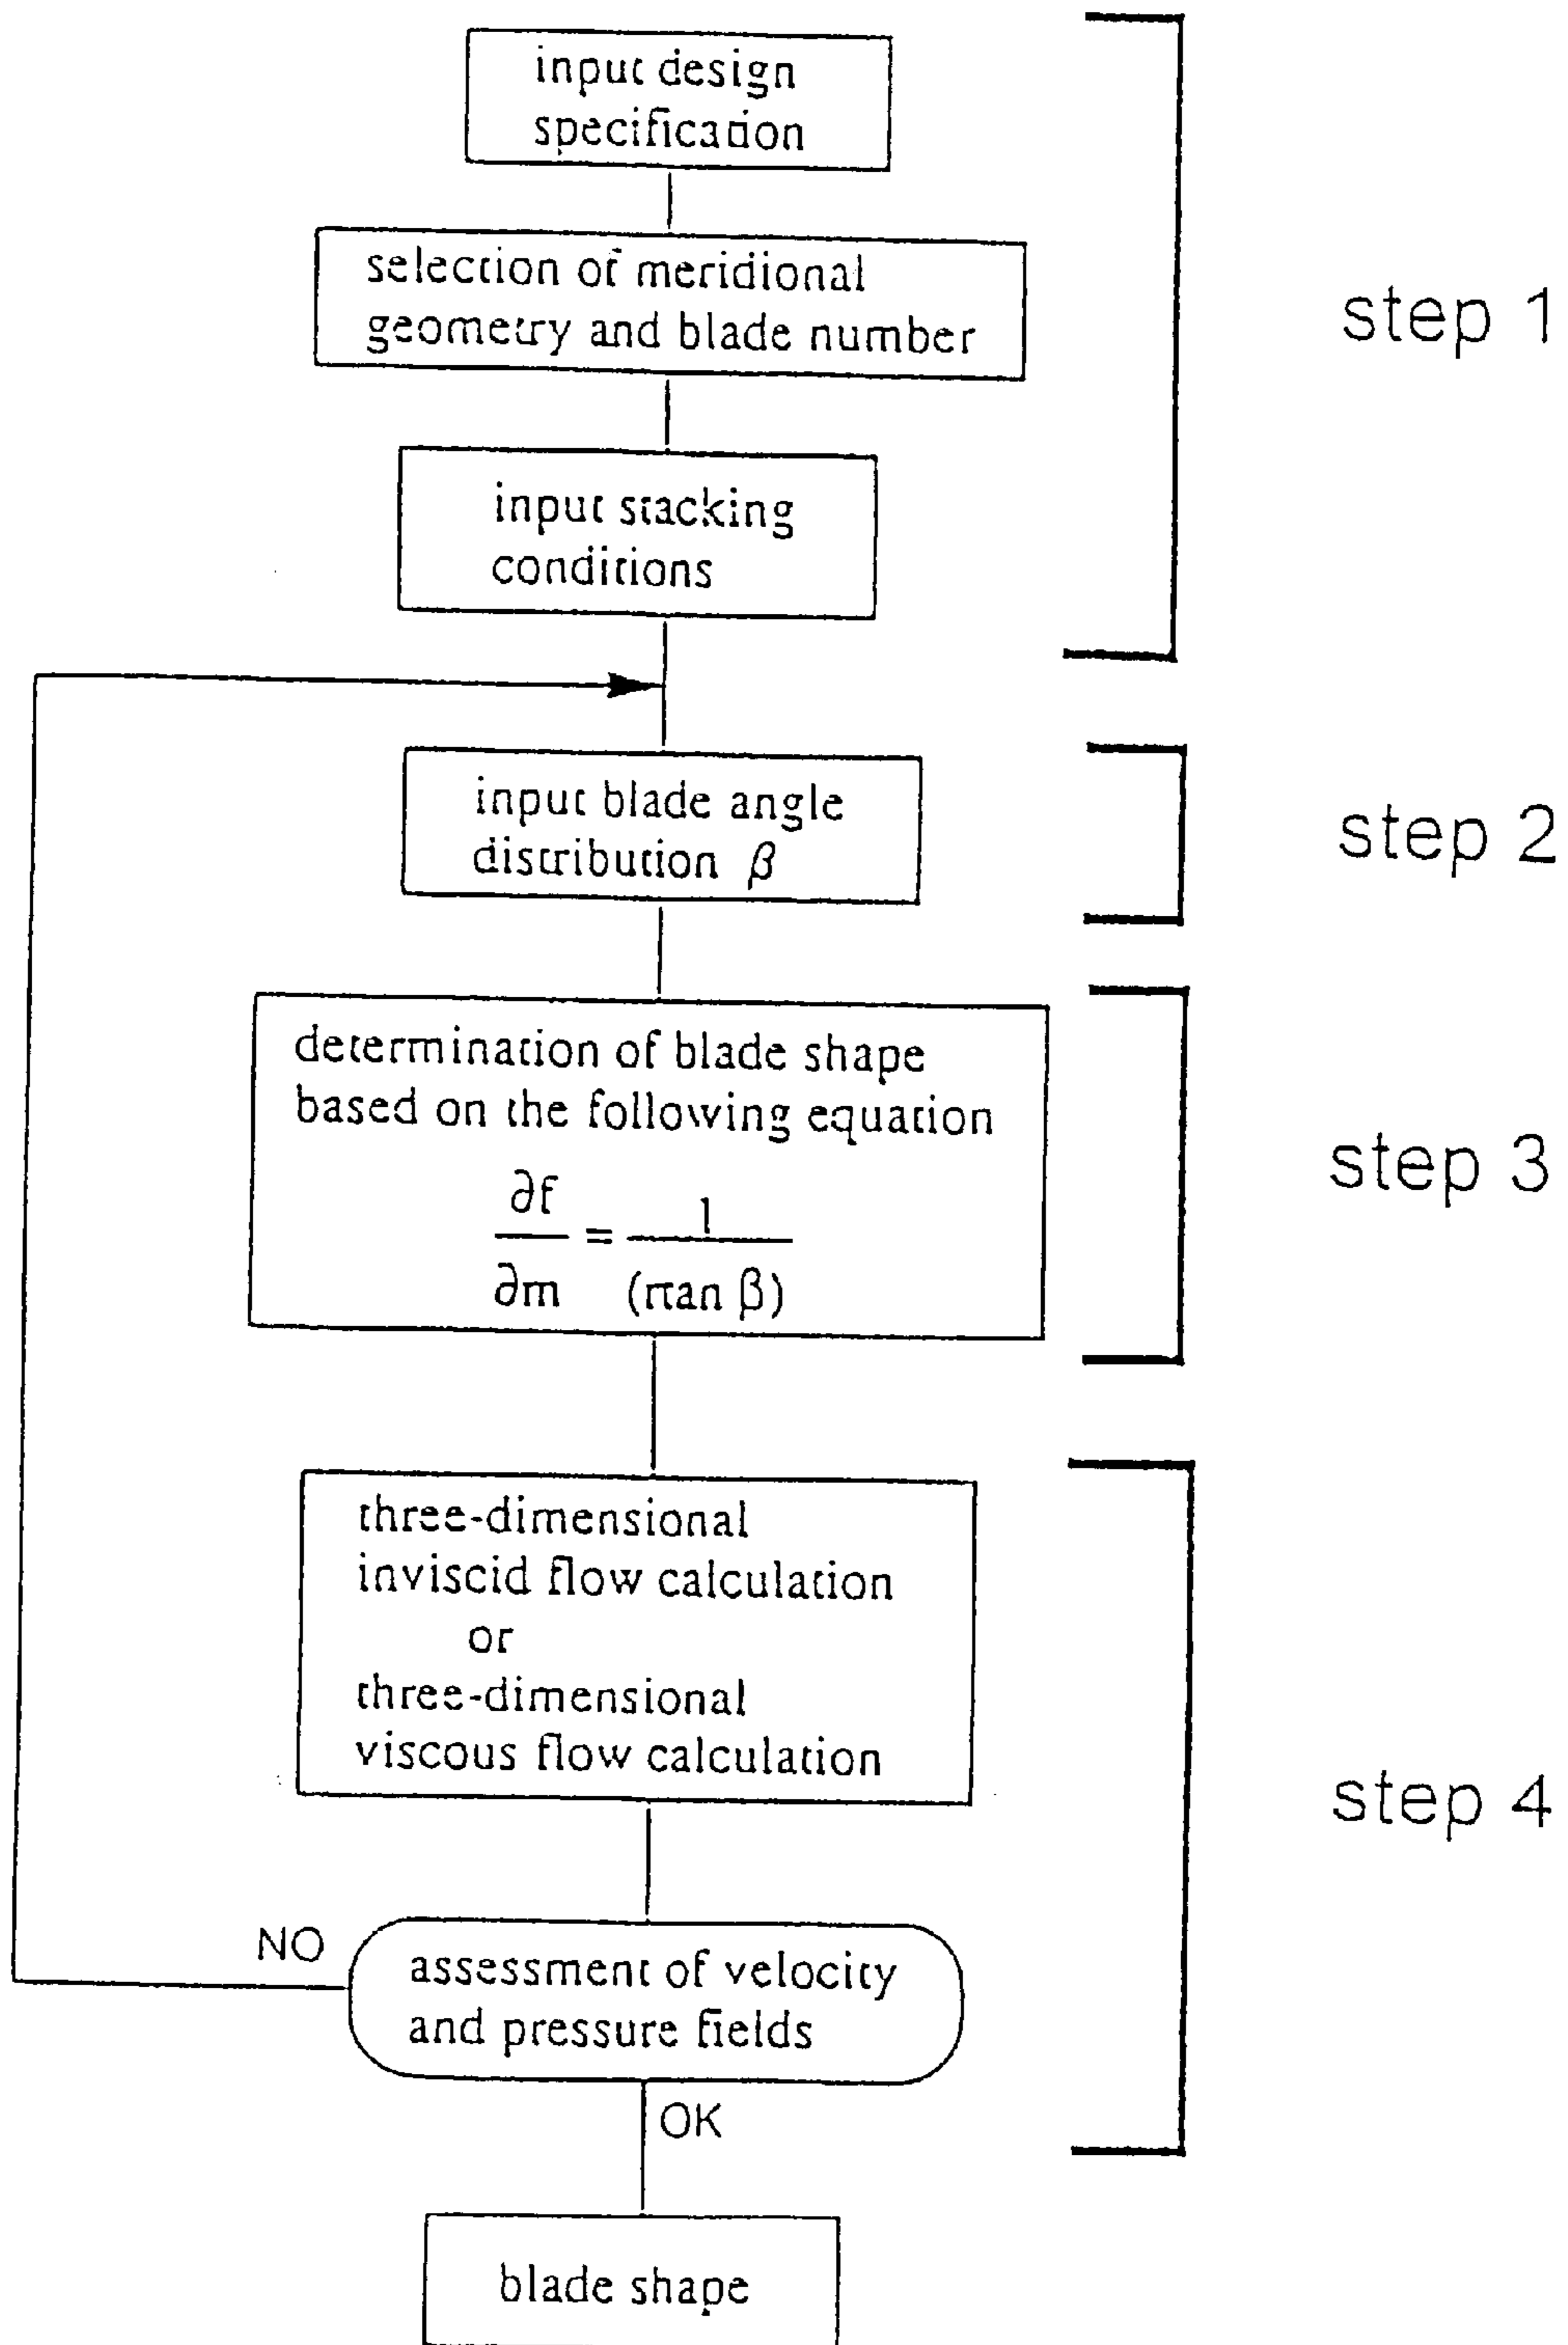 input design
specification
selection of meridional
geometry and blade number
step 1
input stacking
conditions
input blade angle
distribution β
step 2
determination of blade shape
based on the following equation
∂f
∂m
=
1
(rtan β)
step 3
three-dimensional
inviscid flow calculation
or
three-dimensional
viscous flow calculation
step 4
NO
assessment of velocity
and pressure fields
OK
blade shape